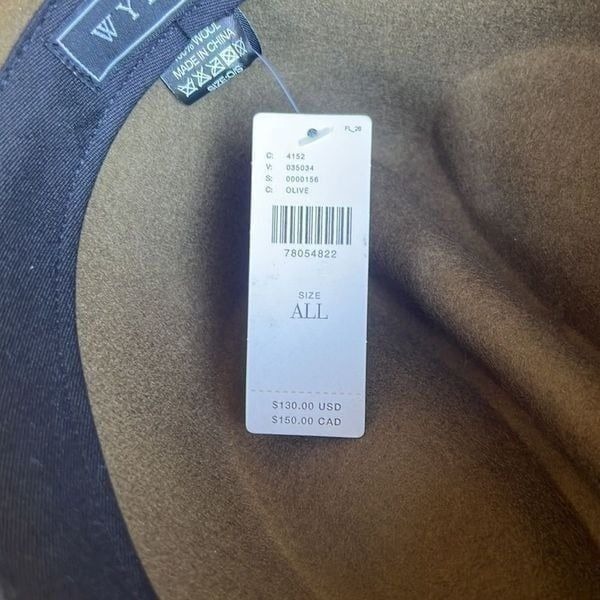 WY
100% WOOL
MADE IN CHINA
SIZE:O/S
FL_26
C: 4152
V: 035034
S: 0000156
C: OLIVE
78054822
SIZE
ALL
$130.00 USD
$150.00 CAD